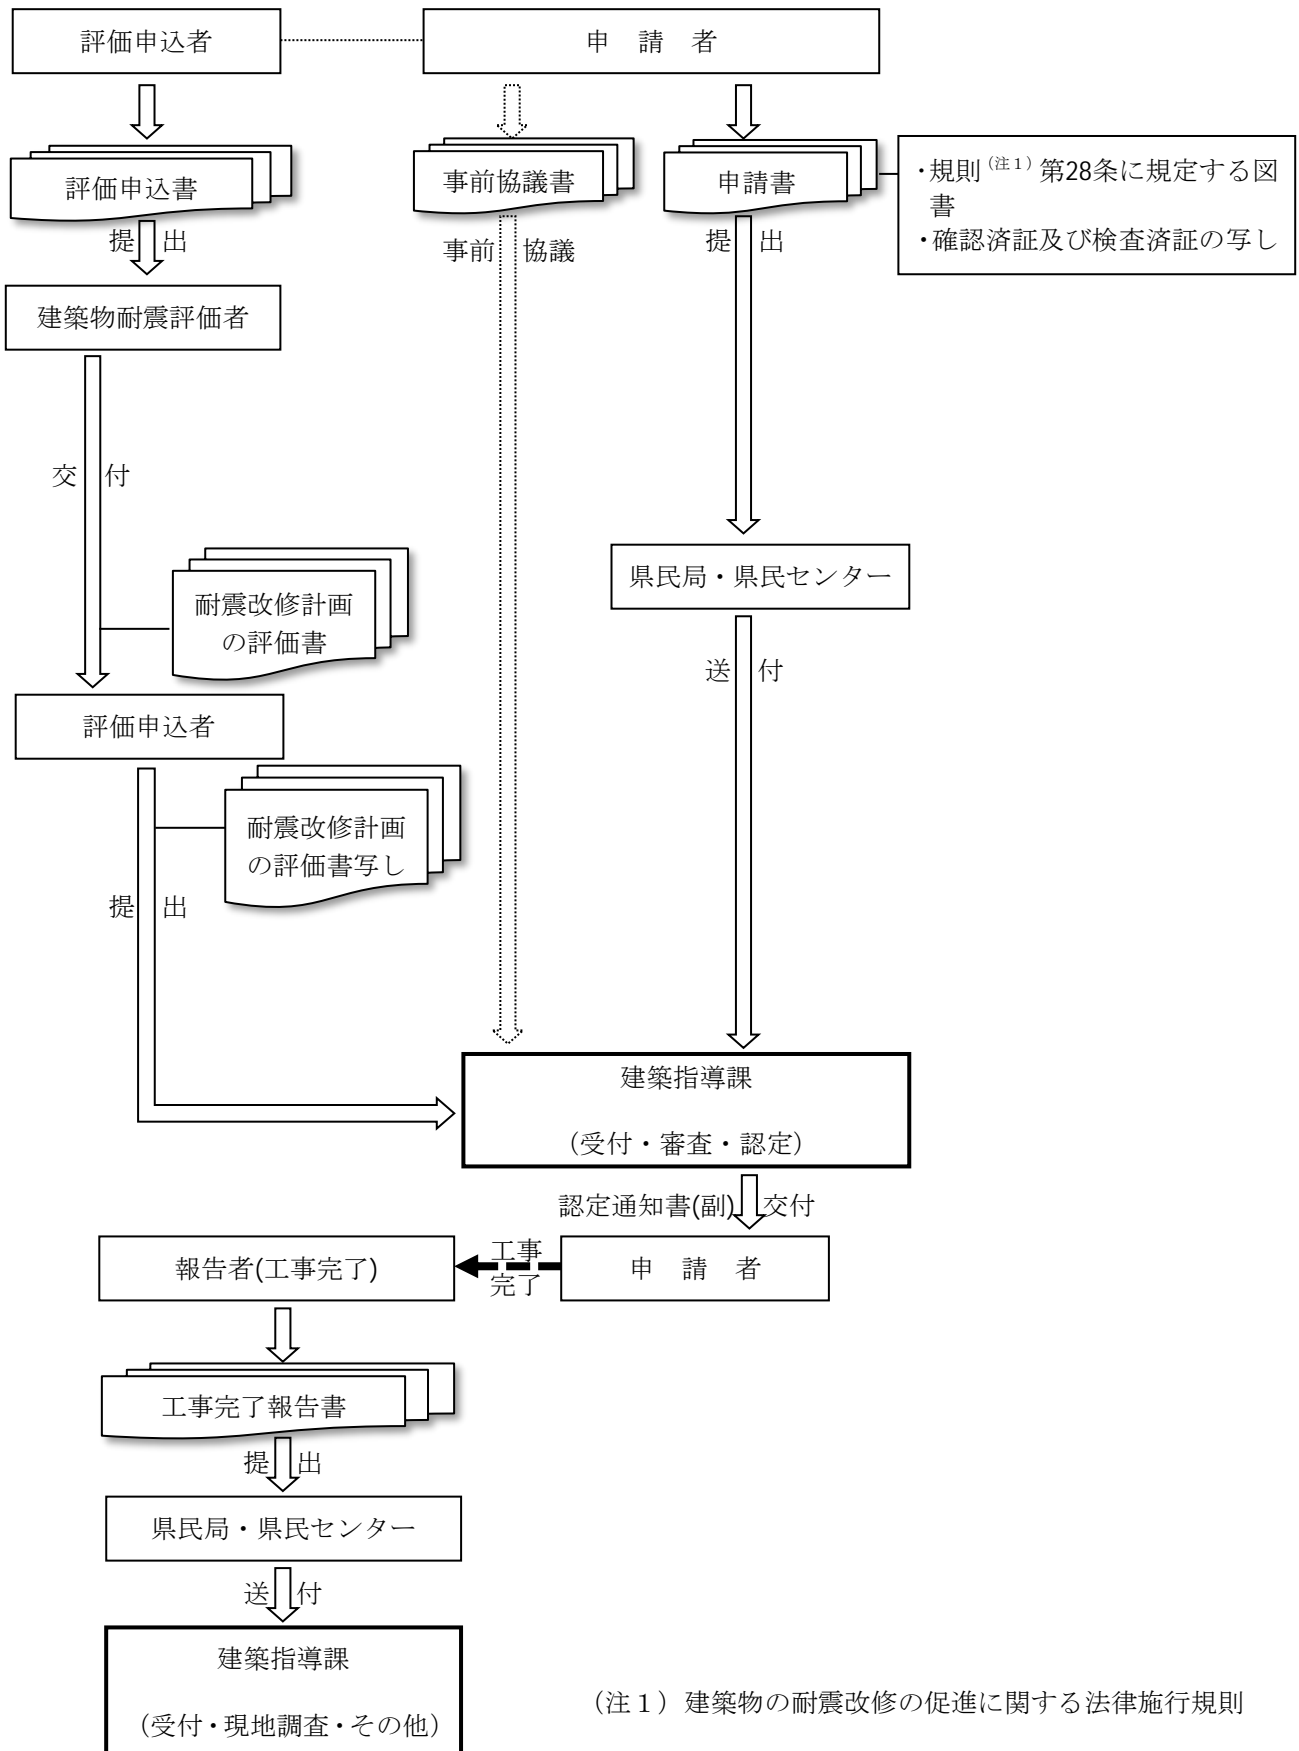 評価申込者
申　請　者
評価申込書
事前協議書
申請書
・規則（注１）第28条に規定する図
書
・確認済証及び検査済証の写し
提 出
事前 協議
提 出
建築物耐震評価者
交 付
耐震改修計画
の評価書
県民局・県民センター
送 付
評価申込者
耐震改修計画
の評価書写し
提 出
建築指導課
（受付・審査・認定）
認定通知書(副) 交付
報告者(工事完了)
工事
完了
申　請　者
工事完了報告書
提 出
県民局・県民センター
送 付
建築指導課
（受付・現地調査・その他）
（注１）建築物の耐震改修の促進に関する法律施行規則